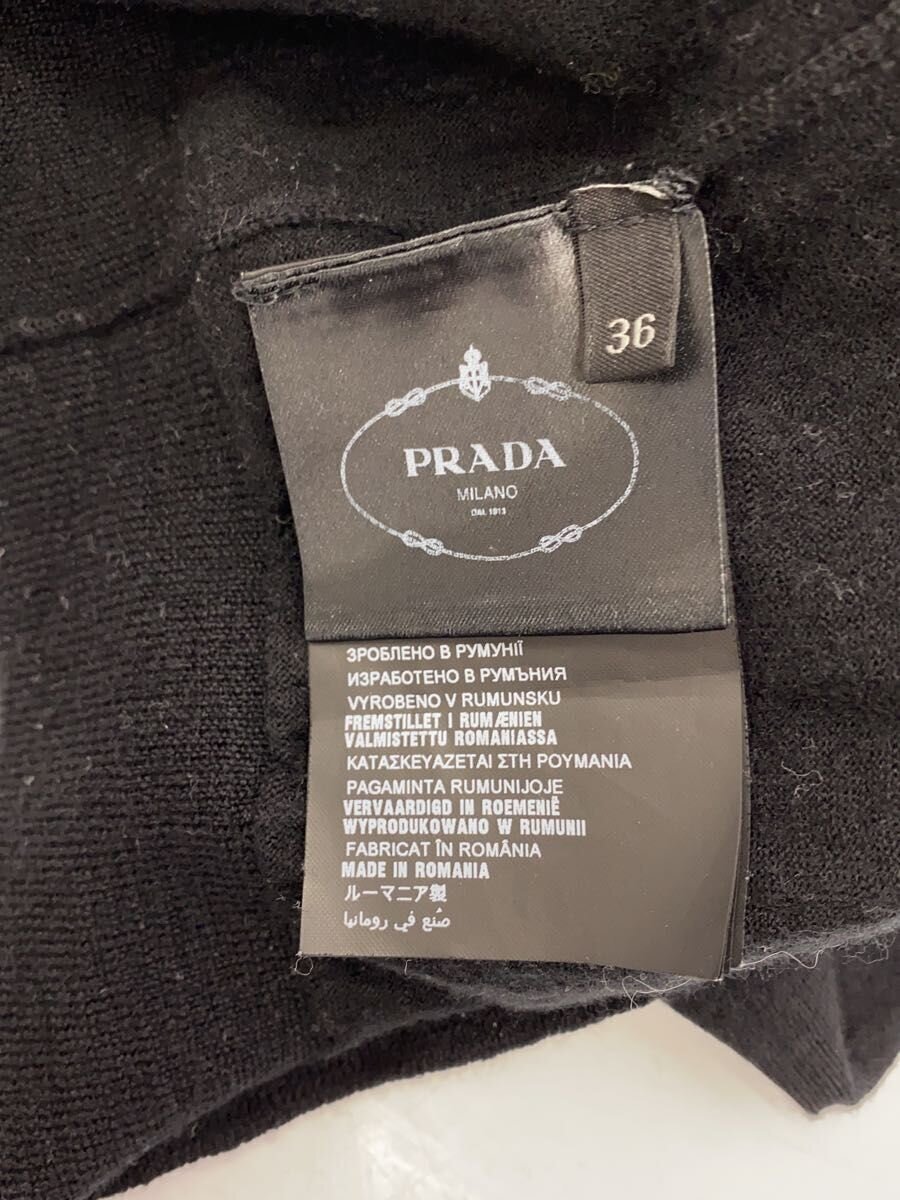 36
PRADA
MILANO
DAL 1913
ЗРОБЛЕНО В РУМУНІЇ
ИЗРАБОТЕНО В РУМЪНИЯ
VYROBENO V RUMUNSKU
FREMSTILLET I RUMÆNIEN
VALMISTETTU ROMANIASSA
ΚΑΤΑΣΚΕΥΑΖΕΤΑΙ ΣΤΗ ΡΟΥΜΑΝΙΑ
PAGAMINTA RUMUNIJOJE
VERVAARDIGD IN ROEMENIË
WYPRODUKOWANO W RUMUNII
FABRICAT ÎN ROMÂNIA
MADE IN ROMANIA
ルーマニア製
صُنع في رومانيا